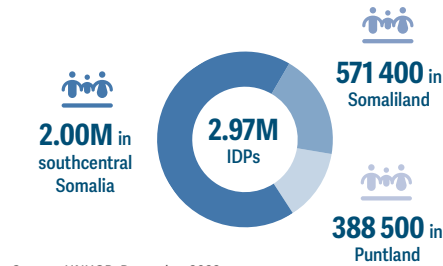 571 400 in
Somaliland
2.00M in
southcentral
Somalia
2.97M
IDPs
388 500 in
Puntland